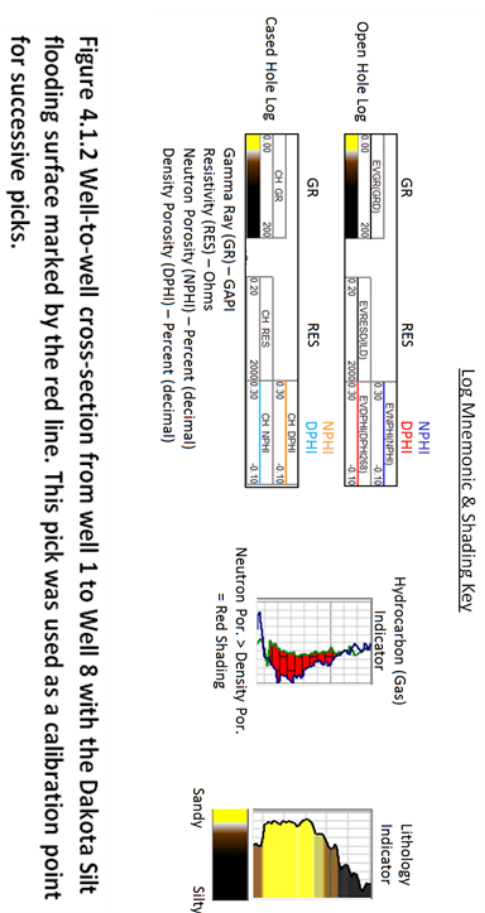 Log Mnemonic & Shading Key
GR RES NPHI
DPHI
Open Hole Log
EVGR(GRD)
0.00 200
EVRESD(ILD)
0.20 2000
EVNPHI(NPHI)
0.30 -0.10
EVDPHI(DPHI268)
0.30 -0.10
GR RES NPHI
DPHI
Cased Hole Log
CH GR
0.00 200
CH RES
0.20 2000
CH DPHI
0.30 -0.10
CH NPHI
0.30 -0.10
Gamma Ray (GR) – GAPI
Resistivity (RES) – Ohms
Neutron Porosity (NPHI) – Percent (decimal)
Density Porosity (DPHI) – Percent (decimal)
Hydrocarbon (Gas)
Indicator
Neutron Por. > Density Por.
= Red Shading
Lithology
Indicator
Sandy Silty
Figure 4.1.2 Well-to-well cross-section from well 1 to Well 8 with the Dakota Silt
flooding surface marked by the red line. This pick was used as a calibration point
for successive picks.